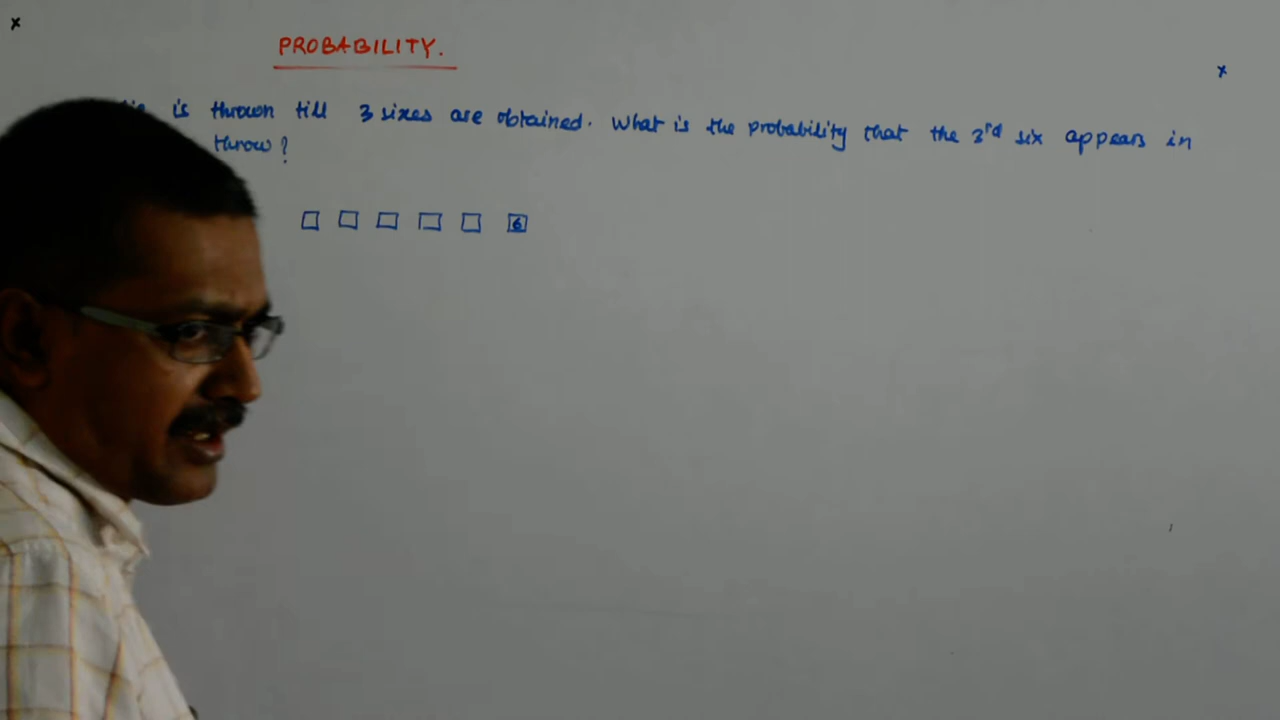 PROBABILITY.
is thrown till 3 sixes are obtained. What is the probability that the 3rd six appears in
throw?
6